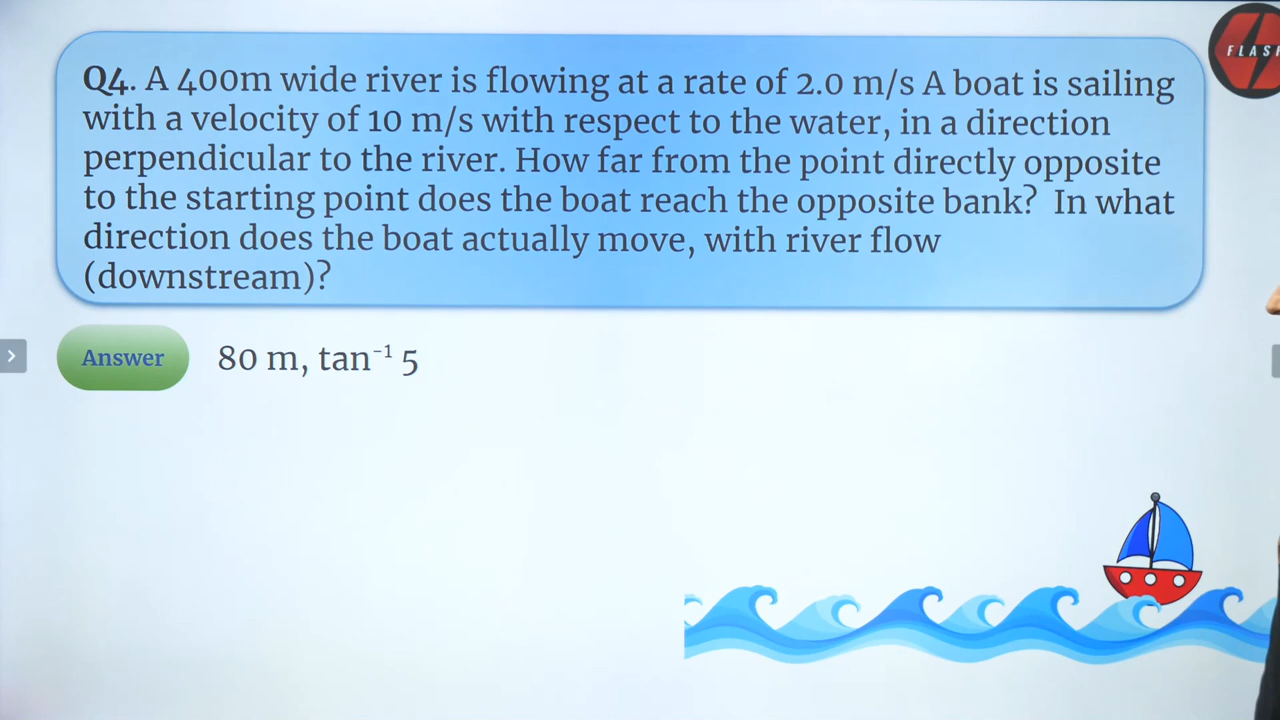 Q4. A 400m wide river is flowing at a rate of 2.0 m/s A boat is sailing
with a velocity of 10 m/s with respect to the water, in a direction
perpendicular to the river. How far from the point directly opposite
to the starting point does the boat reach the opposite bank? In what
direction does the boat actually move, with river flow
(downstream)?
Answer 80 m, tan⁻¹ 5